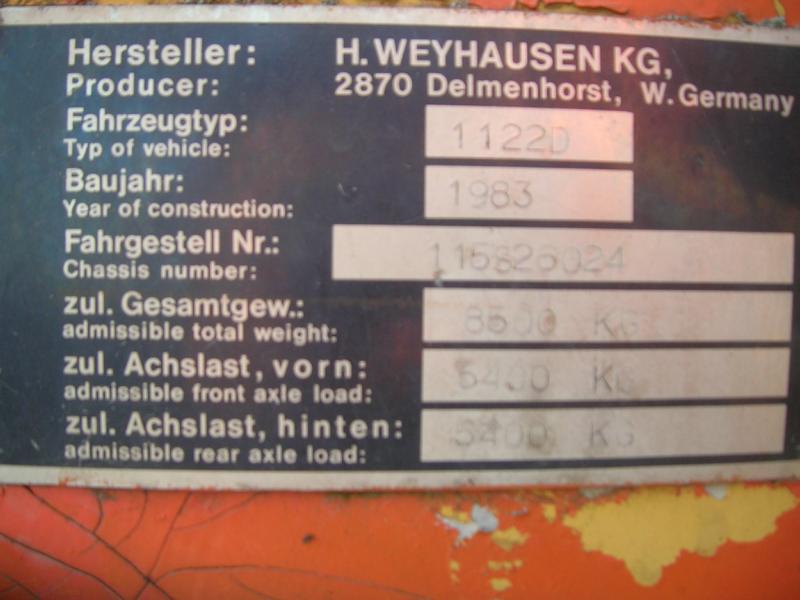 Hersteller: H. WEYHAUSEN KG,
Producer: 2870 Delmenhorst, W. Germany
Fahrzeugtyp: 1122D
Typ of vehicle:
Baujahr: 1983
Year of construction:
Fahrgestell Nr.: 115826024
Chassis number:
zul. Gesamtgew.: 8500 KG
admissible total weight:
zul. Achslast, vorn: 5400 KG
admissible front axle load:
zul. Achslast, hinten: 5400 KG
admissible rear axle load: